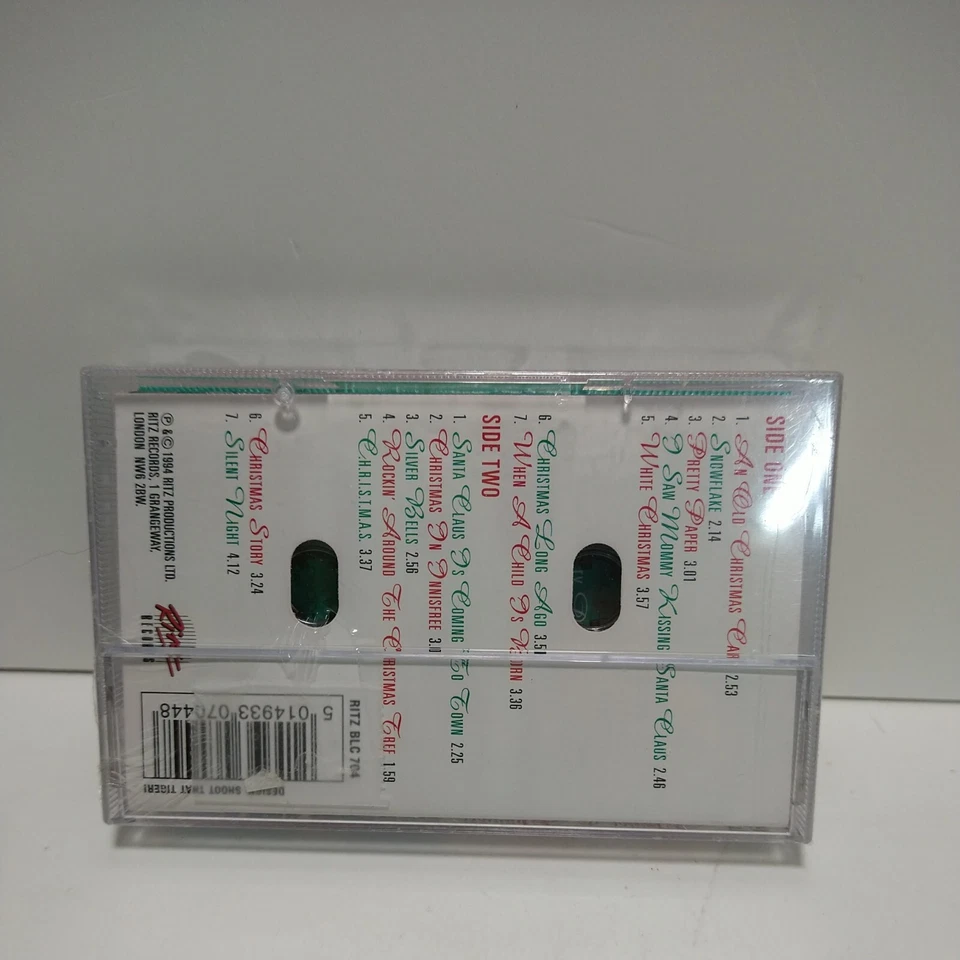 SIDE ONE
1. AN OLD CHRISTMAS CAR 2.53
2. SNOWFLAKE 2.14
3. PRETTY PAPER 3.01
4. I SAW MOMMY KISSING SANTA CLAUS 2.46
5. WHITE CHRISTMAS 3.57
6. CHRISTMAS LONG AGO 3.51
7. WHEN A CHILD IS BORN 3.36
SIDE TWO
1. SANTA CLAUS IS COMING TO TOWN 2.25
2. CHRISTMAS IN INNISFREE
3. SILVER BELLS 2.56
4. ROCKIN' AROUND THE CHRISTMAS TREE 1.59
5. C.H.R.I.S.T.M.A.S. 3.37
6. CHRISTMAS STORY 3.24
7. SILENT NIGHT 4.12
℗ & © 1994 RITZ PRODUCTIONS LTD.
RITZ RECORDS, 1 GRANGEWAY,
LONDON NW6 2BW.
Ritz
RECORDS
RITZ BLC 704
5 014933 070448
SHOOT THAT TIGER!